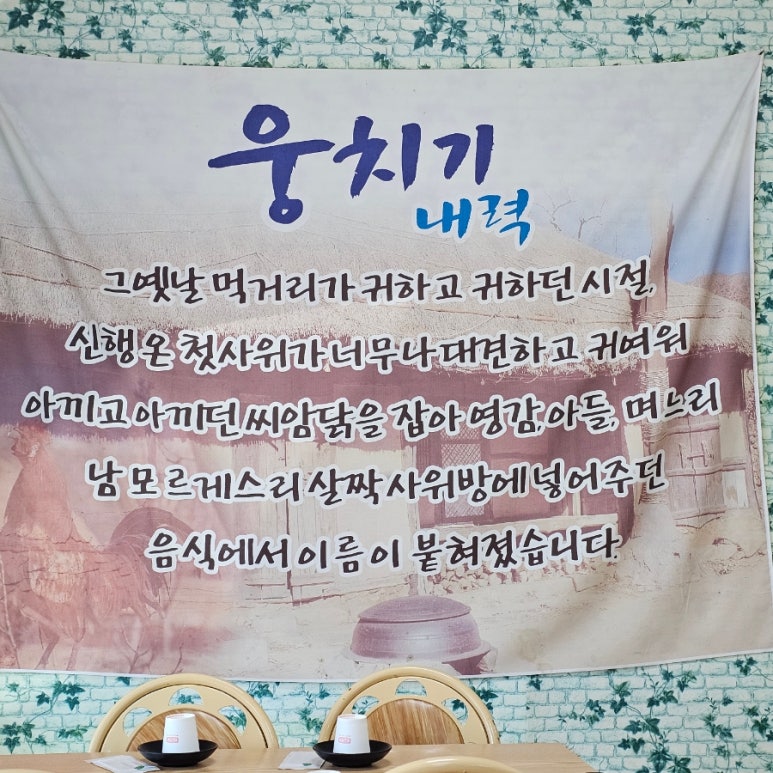 웅치기
내력
그옛날 먹거리가 귀하고 귀하던 시절,
신행 온 첫사위가 너무나 대견하고 귀여워
아끼고 아끼던 씨암닭을 잡아 영감, 아들, 며느리
남 모르게 스리 살짝 사위방에 넣어주던
음식에서 이름이 붙혀졌습니다.